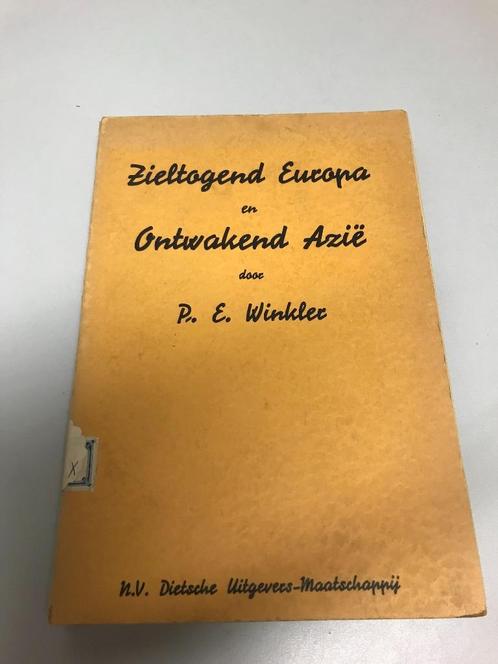 Zieltogend Europa
en
Ontwakend Azië
door
P. E. Winkler
X
N.V. Dietsche Uitgevers-Maatschappij